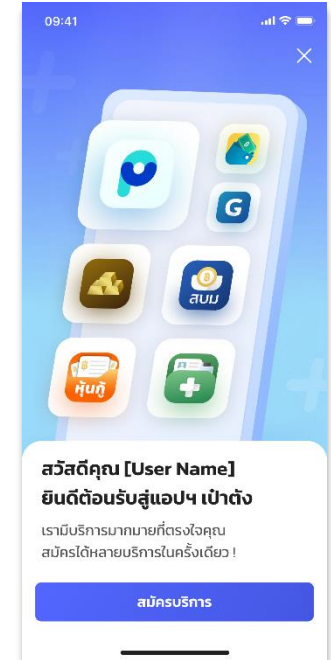 09:41
G
สบม
หุ้นกู้
สวัสดีคุณ [User Name]
ยินดีต้อนรับสู่แอปฯ เป๋าตัง
เรามีบริการมากมายที่ตรงใจคุณ
สมัครได้หลายบริการในครั้งเดียว !
สมัครบริการ